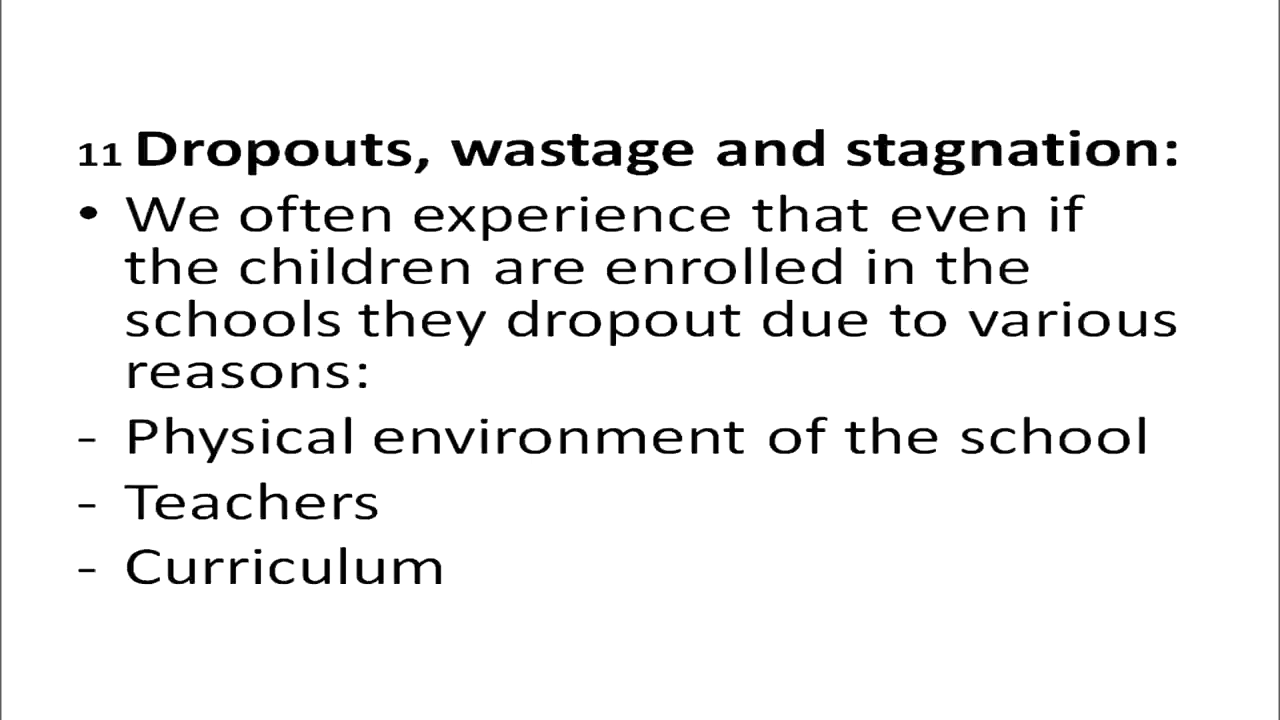 11 Dropouts, wastage and stagnation:
• We often experience that even if
the children are enrolled in the
schools they dropout due to various
reasons:
- Physical environment of the school
- Teachers
- Curriculum